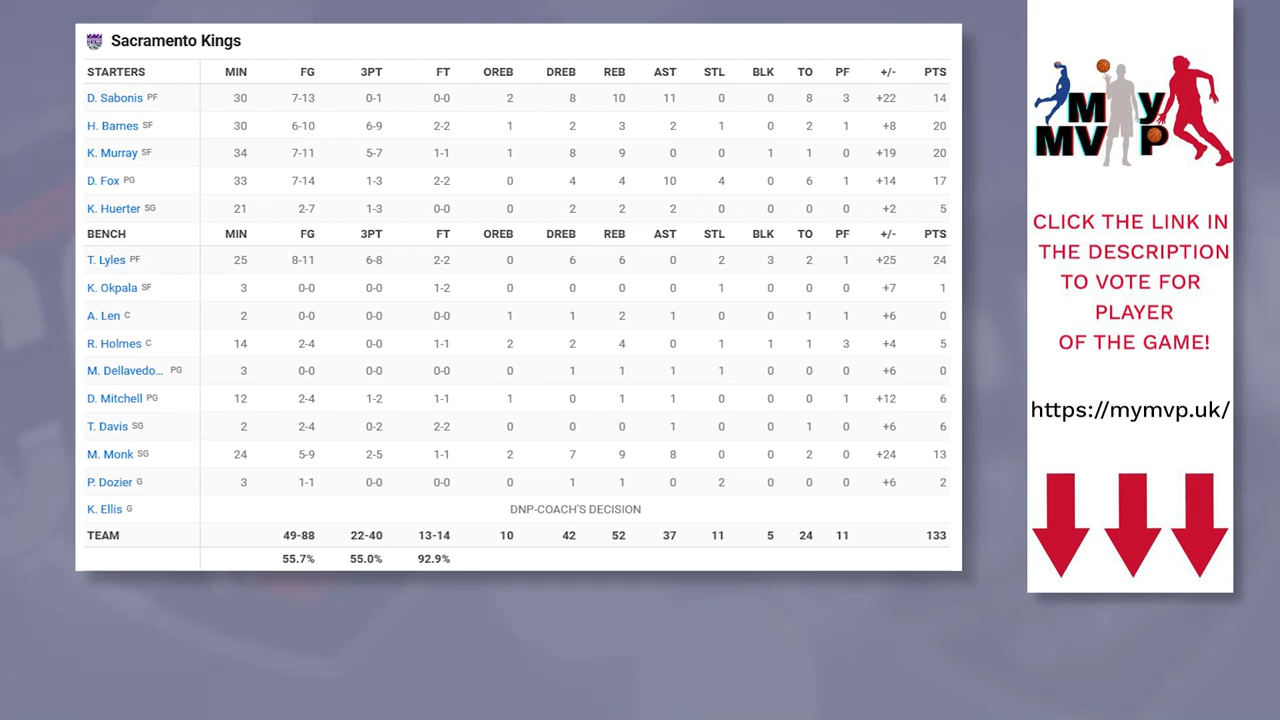 Sacramento Kings
STARTERS MIN FG 3PT FT OREB DREB REB AST STL BLK TO PF +/- PTS
D. Sabonis PF 30 7-13 0-1 0-0 2 8 10 11 0 0 8 3 +22 14
H. Barnes SF 30 6-10 6-9 2-2 1 2 3 2 1 0 2 1 +8 20
K. Murray SF 34 7-11 5-7 1-1 1 8 9 0 0 1 1 0 +19 20
D. Fox PG 33 7-14 1-3 2-2 0 4 4 10 4 0 6 1 +14 17
K. Huerter SG 21 2-7 1-3 0-0 0 2 2 2 0 0 0 0 +2 5
BENCH MIN FG 3PT FT OREB DREB REB AST STL BLK TO PF +/- PTS
T. Lyles PF 25 8-11 6-8 2-2 0 6 6 0 2 3 2 1 +25 24
K. Okpala SF 3 0-0 0-0 1-2 0 0 0 0 1 0 0 0 +7 1
A. Len C 2 0-0 0-0 0-0 1 1 2 1 0 0 1 1 +6 0
R. Holmes C 14 2-4 0-0 1-1 2 2 4 0 1 1 1 3 +4 5
M. Dellavedo... PG 3 0-0 0-0 0-0 0 1 1 1 1 0 0 0 +6 0
D. Mitchell PG 12 2-4 1-2 1-1 1 0 1 1 0 0 0 1 +12 6
T. Davis SG 2 2-4 0-2 2-2 0 0 0 1 0 0 1 0 +6 6
M. Monk SG 24 5-9 2-5 1-1 2 7 9 8 0 0 2 0 +24 13
P. Dozier G 3 1-1 0-0 0-0 0 1 1 0 2 0 0 0 +6 2
K. Ellis G DNP-COACH'S DECISION
TEAM 49-88 22-40 13-14 10 42 52 37 11 5 24 11 133
55.7% 55.0% 92.9%
My
MVP
CLICK THE LINK IN
THE DESCRIPTION
TO VOTE FOR
PLAYER
OF THE GAME!
https://mymvp.uk/